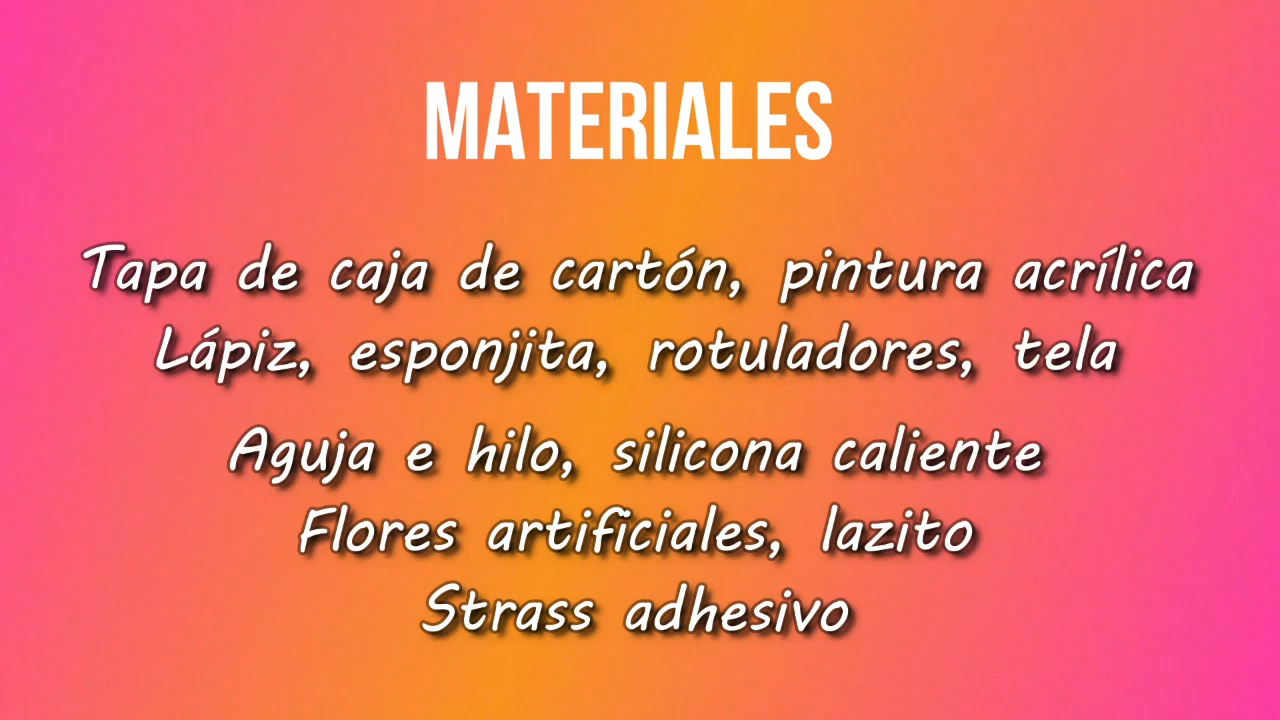 MATERIALES
Tapa de caja de cartón, pintura acrílica
Lápiz, esponjita, rotuladores, tela
Aguja e hilo, silicona caliente
Flores artificiales, lazito
Strass adhesivo